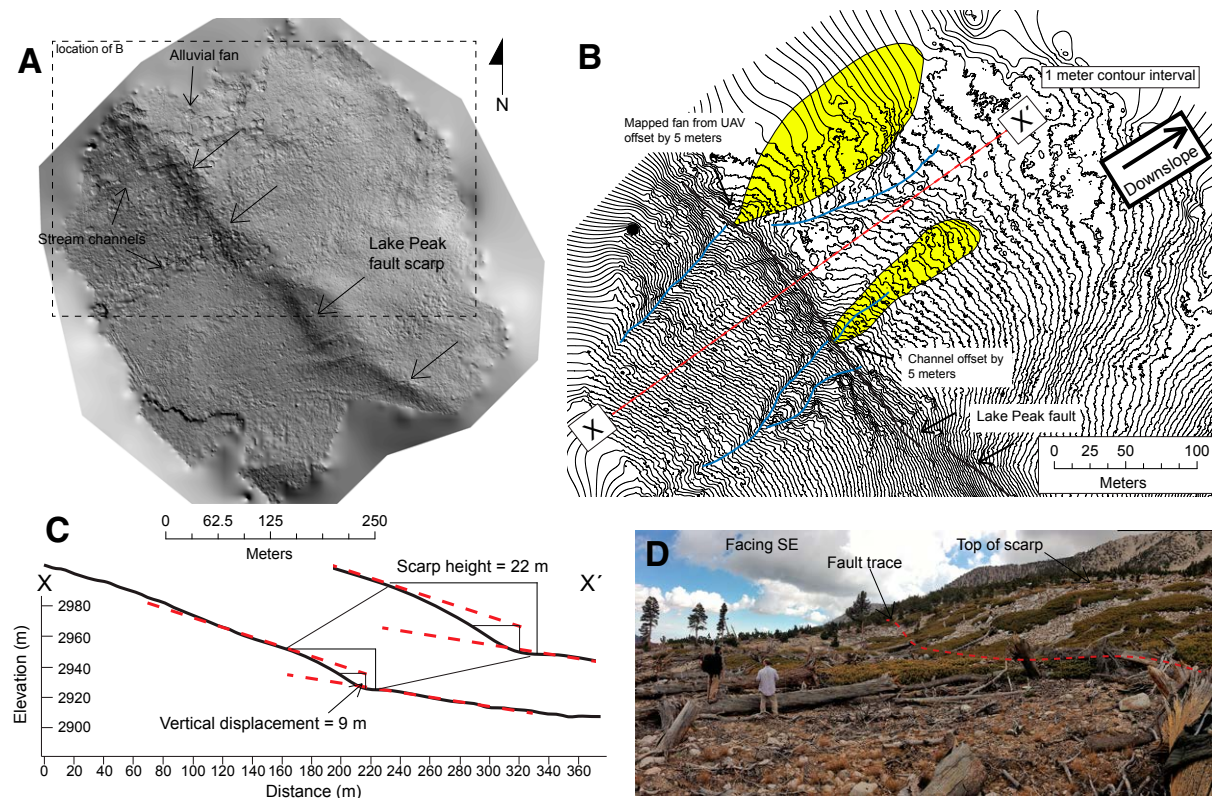 A
location of B
Alluvial fan
N
Stream channels
Lake Peak
fault scarp
0 62.5 125 250
Meters
B
1 meter contour interval
Mapped fan from UAV
offset by 5 meters
X´
Downslope
Channel offset by
5 meters
X
Lake Peak fault
0 25 50 100
Meters
C
X
X´
Scarp height = 22 m
Vertical displacement = 9 m
Elevation (m)
2980
2960
2940
2920
2900
0 20 40 60 80 100 120 140 160 180 200 220 240 260 280 300 320 340 360
Distance (m)
D
Facing SE
Top of scarp
Fault trace